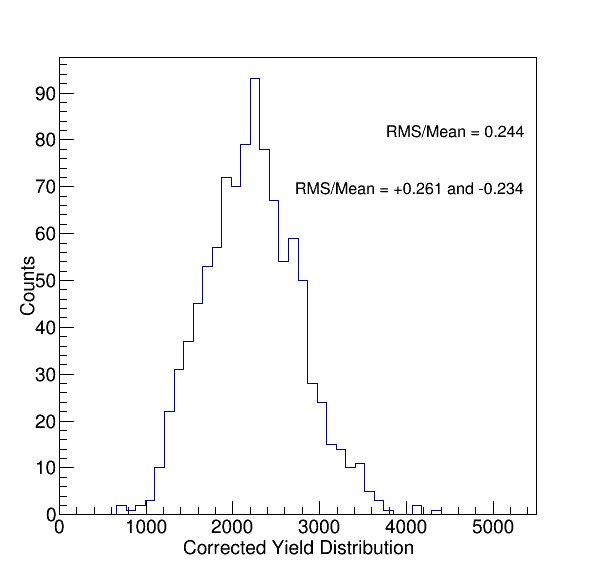 RMS/Mean = 0.244
RMS/Mean = +0.261 and -0.234
Counts
90
80
70
60
50
40
30
20
10
0
0 1000 2000 3000 4000 5000
Corrected Yield Distribution